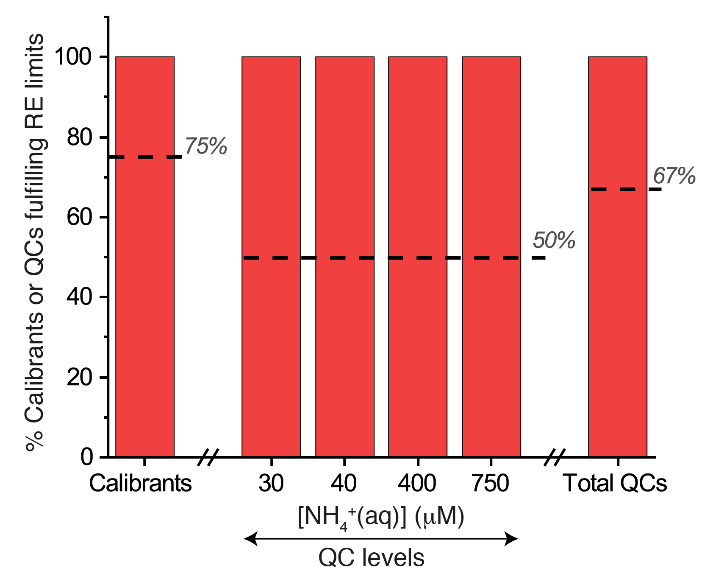 % Calibrants or QCs fulfilling RE limits
100
80
60
40
20
0
75%
50%
67%
Calibrants
30
40
400
750
Total QCs
[NH₄⁺(aq)] (μM)
QC levels